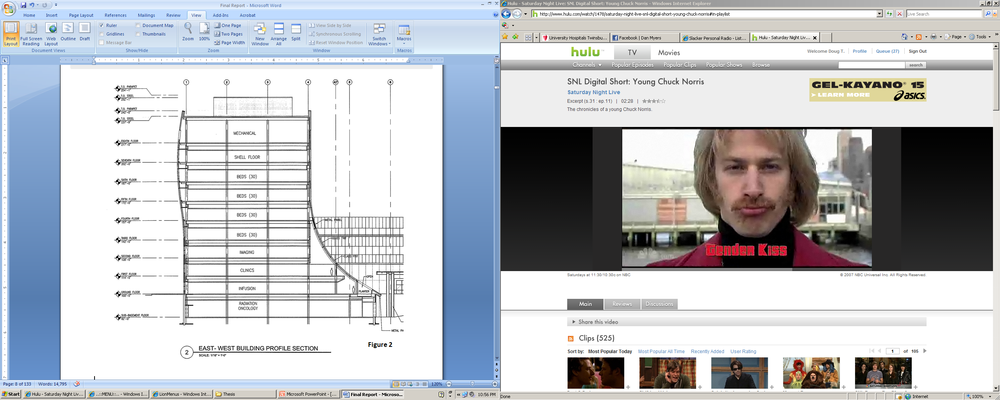 Final Report - Microsoft Word
Home Insert Page Layout References Mailings Review View Add-Ins Acrobat
Print Layout
Full Screen Reading
Web Layout
Outline
Draft
Document Views
Ruler
Gridlines
Message Bar
Document Map
Thumbnails
Show/Hide
Zoom
100%
One Page
Two Pages
Page Width
Zoom
New Window
Arrange All
Split
View Side by Side
Synchronous Scrolling
Reset Window Position
Switch Windows
Window
Macros
Macros
1 2 3 4 5 6
1 2 3 4 4.7 5 6
T.O. PARAPET
254'-1"
T.O. STEEL
252'-1"
T.O. PARAPET
242'-0"
T.O. STEEL
237'-9"
EIGHTH FLOOR
217'-0"
SEVENTH FLOOR
202'-0"
SIXTH FLOOR
187'-0"
FIFTH FLOOR
172'-0"
FOURTH FLOOR
157'-0"
THIRD FLOOR
142'-0"
SECOND FLOOR
128'-0"
FIRST FLOOR
114'-0"
GROUND FLOOR
100'-0"
SUB-BASEMENT FLOOR
82'-0"
MECHANICAL
SHELL FLOOR
BEDS (30)
BEDS (30)
BEDS (30)
BEDS (30)
IMAGING
CLINICS
INFUSION
RADIATION
ONCOLOGY
METAL PANEL
GLASS FRIT
GLASS FRIT
OPEN
PLANTER
METAL PA
Figure 2
2 EAST- WEST BUILDING PROFILE SECTION
SCALE: 1/16" = 1'-0"
Page: 8 of 133 Words: 14,795 120%
Start Hulu - Saturday Night Liv... ..::MENU::.. - Windows I... LionMenus - Windows Int... Thesis Microsoft PowerPoint - [... Final Report - Microso... 10:56 PM
Hulu - Saturday Night Live: SNL Digital Short: Young Chuck Norris - Windows Internet Explorer
http://www.hulu.com/watch/1478/saturday-night-live-snl-digital-short-young-chuck-norris#in-playlist
Live Search
University Hospitals Twinsbu... Facebook | Dan Myers Slacker Personal Radio - List... Hulu - Saturday Night Liv...
Page Tools
hulu TV Movies
Welcome Doug T. | Profile | Queue (27) | Sign Out
Channels Popular Episodes Popular Clips Popular Shows Browse
search
SNL Digital Short: Young Chuck Norris
Saturday Night Live
Excerpt (s.31 : ep.11) | 02:28 |
The chronicles of a young Chuck Norris.
GEL-KAYANO® 15
> LEARN MORE
asics.
Tender Kiss
Saturdays at 11:30/10:30c on NBC
© 2007 NBC Universal Inc. All Rights Reserved.
Main Reviews Discussions
Share this video
Clips (525)
Sort by: Most Popular Today Most Popular All Time Recently Added User Rating
1 of 105
SATURDAY NIGHT LIVE
Done Internet 100%